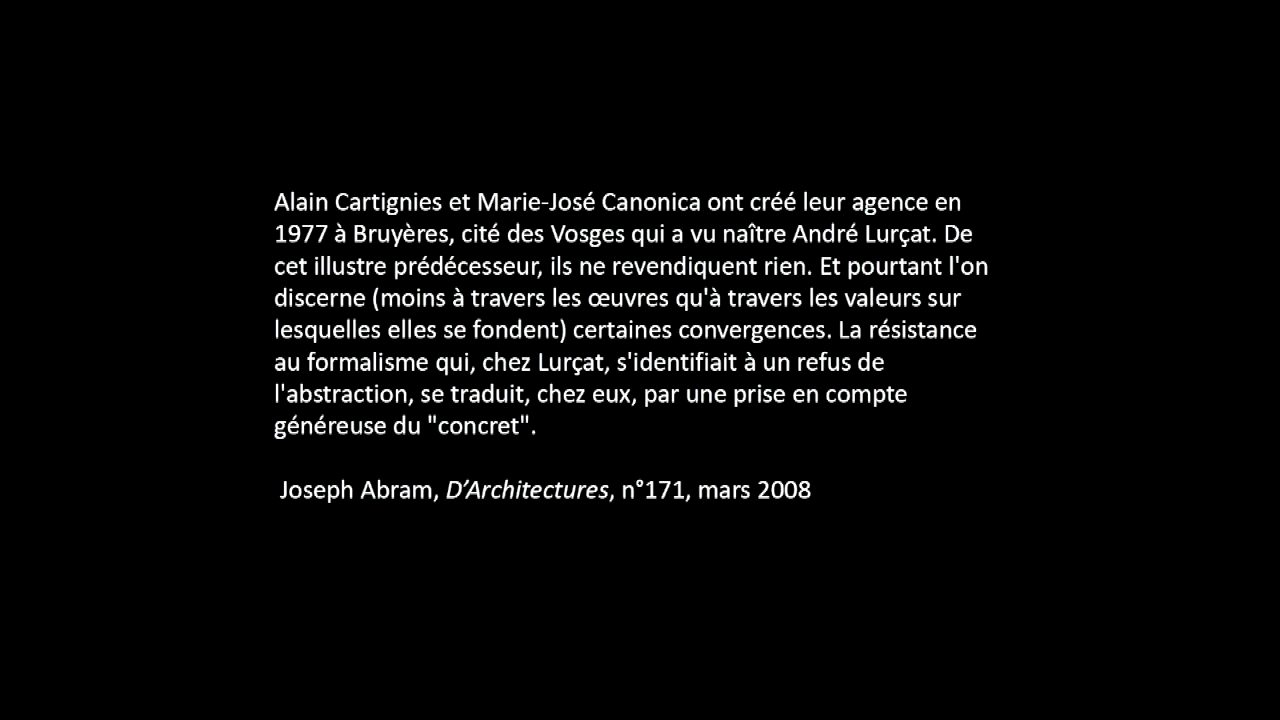 Alain Cartignies et Marie-José Canonica ont créé leur agence en
1977 à Bruyères, cité des Vosges qui a vu naître André Lurçat. De
cet illustre prédécesseur, ils ne revendiquent rien. Et pourtant l'on
discerne (moins à travers les œuvres qu'à travers les valeurs sur
lesquelles elles se fondent) certaines convergences. La résistance
au formalisme qui, chez Lurçat, s'identifiait à un refus de
l'abstraction, se traduit, chez eux, par une prise en compte
généreuse du "concret".
Joseph Abram, D’Architectures, n°171, mars 2008